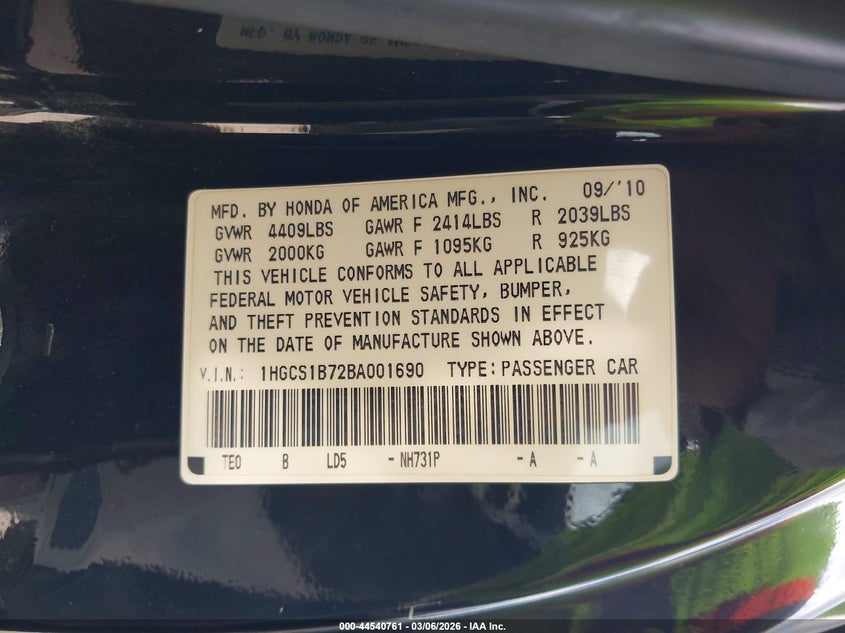 MFD. BY HONDA OF AMERICA MFG., INC. 09/'10
GVWR 4409LBS GAWR F 2414LBS R 2039LBS
GVWR 2000KG GAWR F 1095KG R 925KG
THIS VEHICLE CONFORMS TO ALL APPLICABLE
FEDERAL MOTOR VEHICLE SAFETY, BUMPER,
AND THEFT PREVENTION STANDARDS IN EFFECT
ON THE DATE OF MANUFACTURE SHOWN ABOVE.
V.I.N.: 1HGCS1B72BA001690 TYPE: PASSENGER CAR
TE0 B LD5 - NH731P - A - A
000-44540761 - 03/06/2026 - IAA Inc.